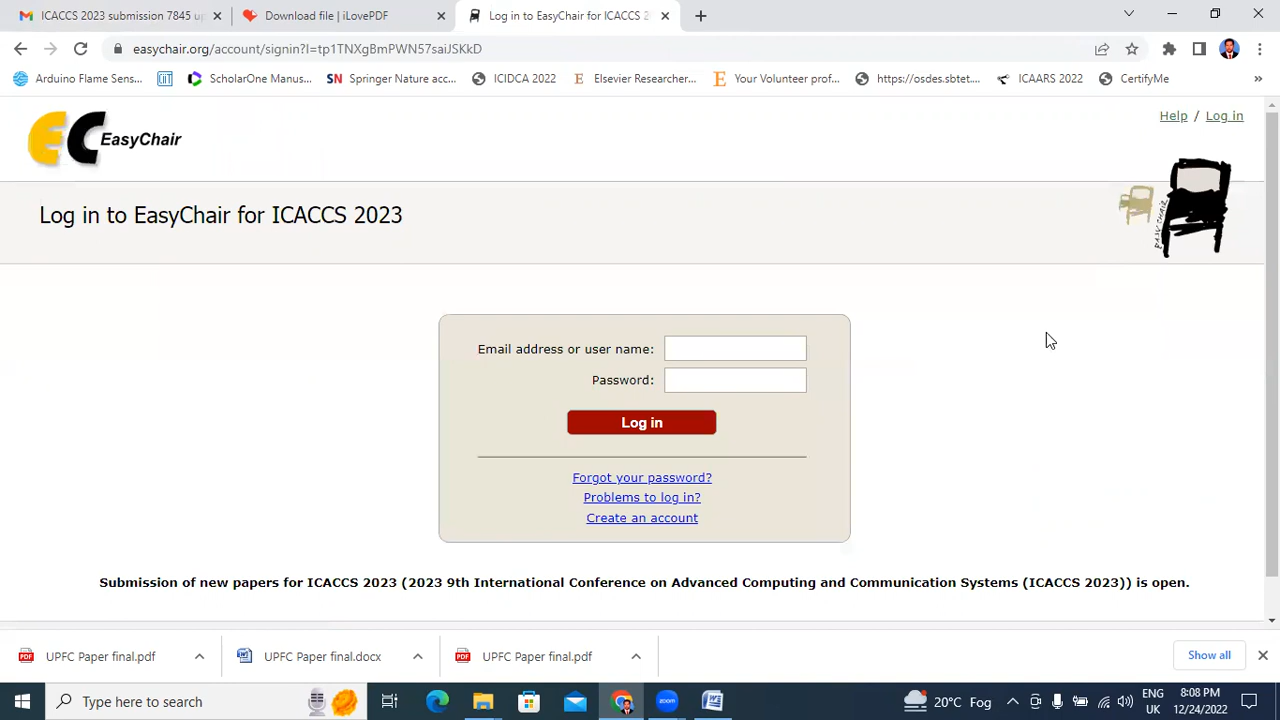 ICACCS 2023 submission 7845 up
Download file | iLovePDF
Log in to EasyChair for ICACCS 2
easychair.org/account/signin?l=tp1TNXgBmPWN57saiJSKkD
Arduino Flame Sens...
ScholarOne Manus...
SN Springer Nature acc...
ICIDCA 2022
E Elsevier Researcher...
E Your Volunteer prof...
https://osdes.sbtet....
ICAARS 2022
CertifyMe
»
EC EasyChair
Help / Log in
EASY CHAIR
Log in to EasyChair for ICACCS 2023
Email address or user name:
Password:
Log in
Forgot your password?
Problems to log in?
Create an account
Submission of new papers for ICACCS 2023 (2023 9th International Conference on Advanced Computing and Communication Systems (ICACCS 2023)) is open.
UPFC Paper final.pdf
UPFC Paper final.docx
UPFC Paper final.pdf
Show all
Type here to search
zoom
20°C Fog
ENG
UK
8:08 PM
12/24/2022